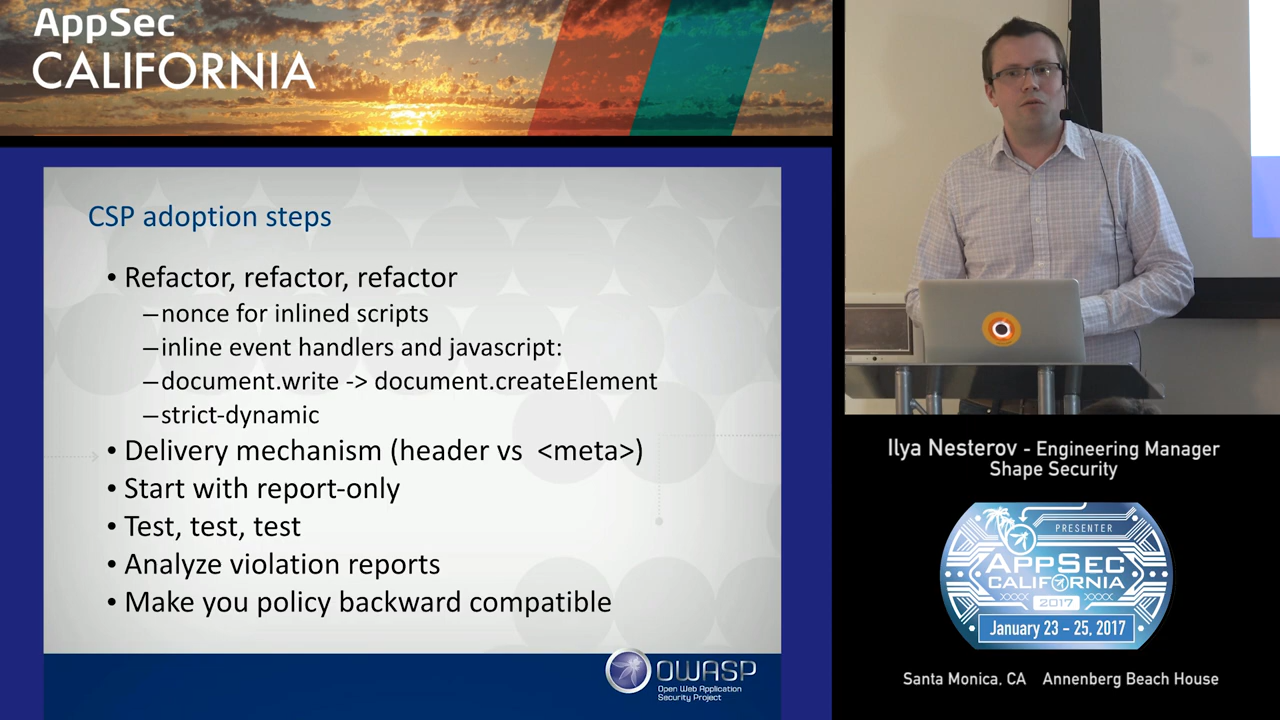 AppSec
CALIFORNIA
CSP adoption steps
• Refactor, refactor, refactor
–nonce for inlined scripts
–inline event handlers and javascript:
–document.write -> document.createElement
–strict-dynamic
• Delivery mechanism (header vs <meta>)
• Start with report-only
• Test, test, test
• Analyze violation reports
• Make you policy backward compatible
OWASP
Open Web Application
Security Project
Ilya Nesterov - Engineering Manager
Shape Security
PRESENTER
APPSEC
CALIFORNIA
2017
January 23 – 25, 2017
Santa Monica, CA Annenberg Beach House